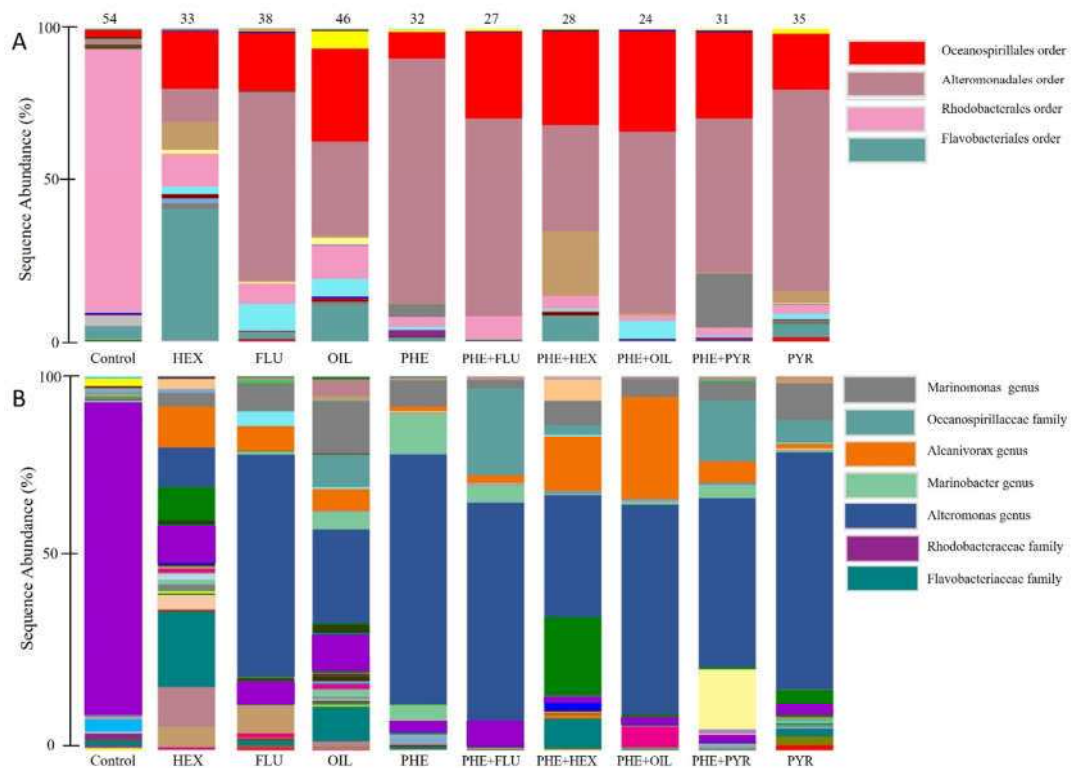 54 33 38 46 32 27 28 24 31 35
A
100
50
0
Sequence Abundance (%)
Control HEX FLU OIL PHE PHE+FLU PHE+HEX PHE+OIL PHE+PYR PYR
Oceanospirillales order
Alteromonadales order
Rhodobacterales order
Flavobacteriales order
B
100
50
0
Sequence Abundance (%)
Control HEX FLU OIL PHE PHE+FLU PHE+HEX PHE+OIL PHE+PYR PYR
Marinomonas genus
Oceanospirillaceae family
Alcanivorax genus
Marinobacter genus
Alteromonas genus
Rhodobacteraceae family
Flavobacteriaceae family